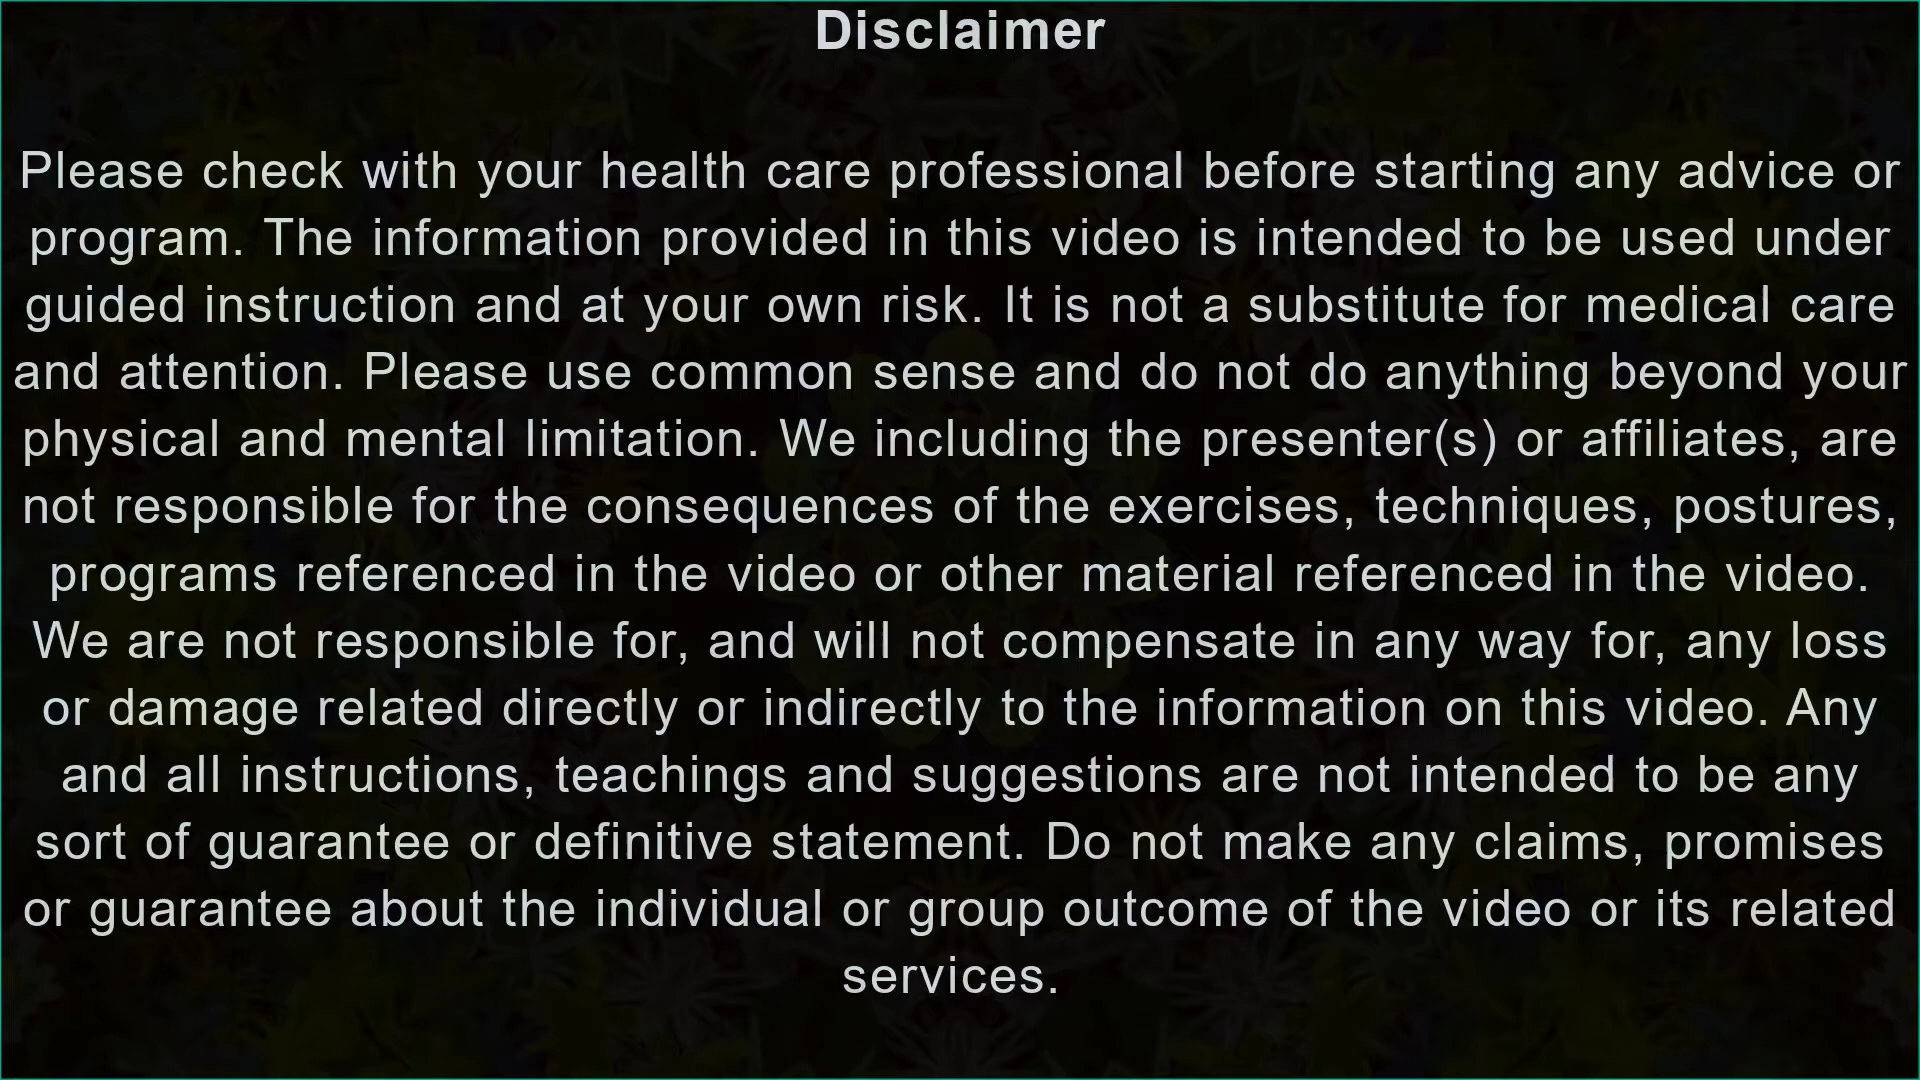 Disclaimer
Please check with your health care professional before starting any advice or
program. The information provided in this video is intended to be used under
guided instruction and at your own risk. It is not a substitute for medical care
and attention. Please use common sense and do not do anything beyond your
physical and mental limitation. We including the presenter(s) or affiliates, are
not responsible for the consequences of the exercises, techniques, postures,
programs referenced in the video or other material referenced in the video.
We are not responsible for, and will not compensate in any way for, any loss
or damage related directly or indirectly to the information on this video. Any
and all instructions, teachings and suggestions are not intended to be any
sort of guarantee or definitive statement. Do not make any claims, promises
or guarantee about the individual or group outcome of the video or its related
services.